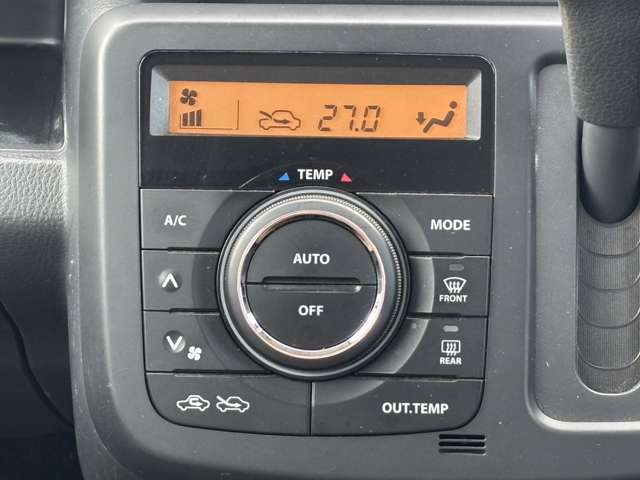 27.0
TEMP
A/C
AUTO
MODE
OFF
FRONT
REAR
OUT.TEMP